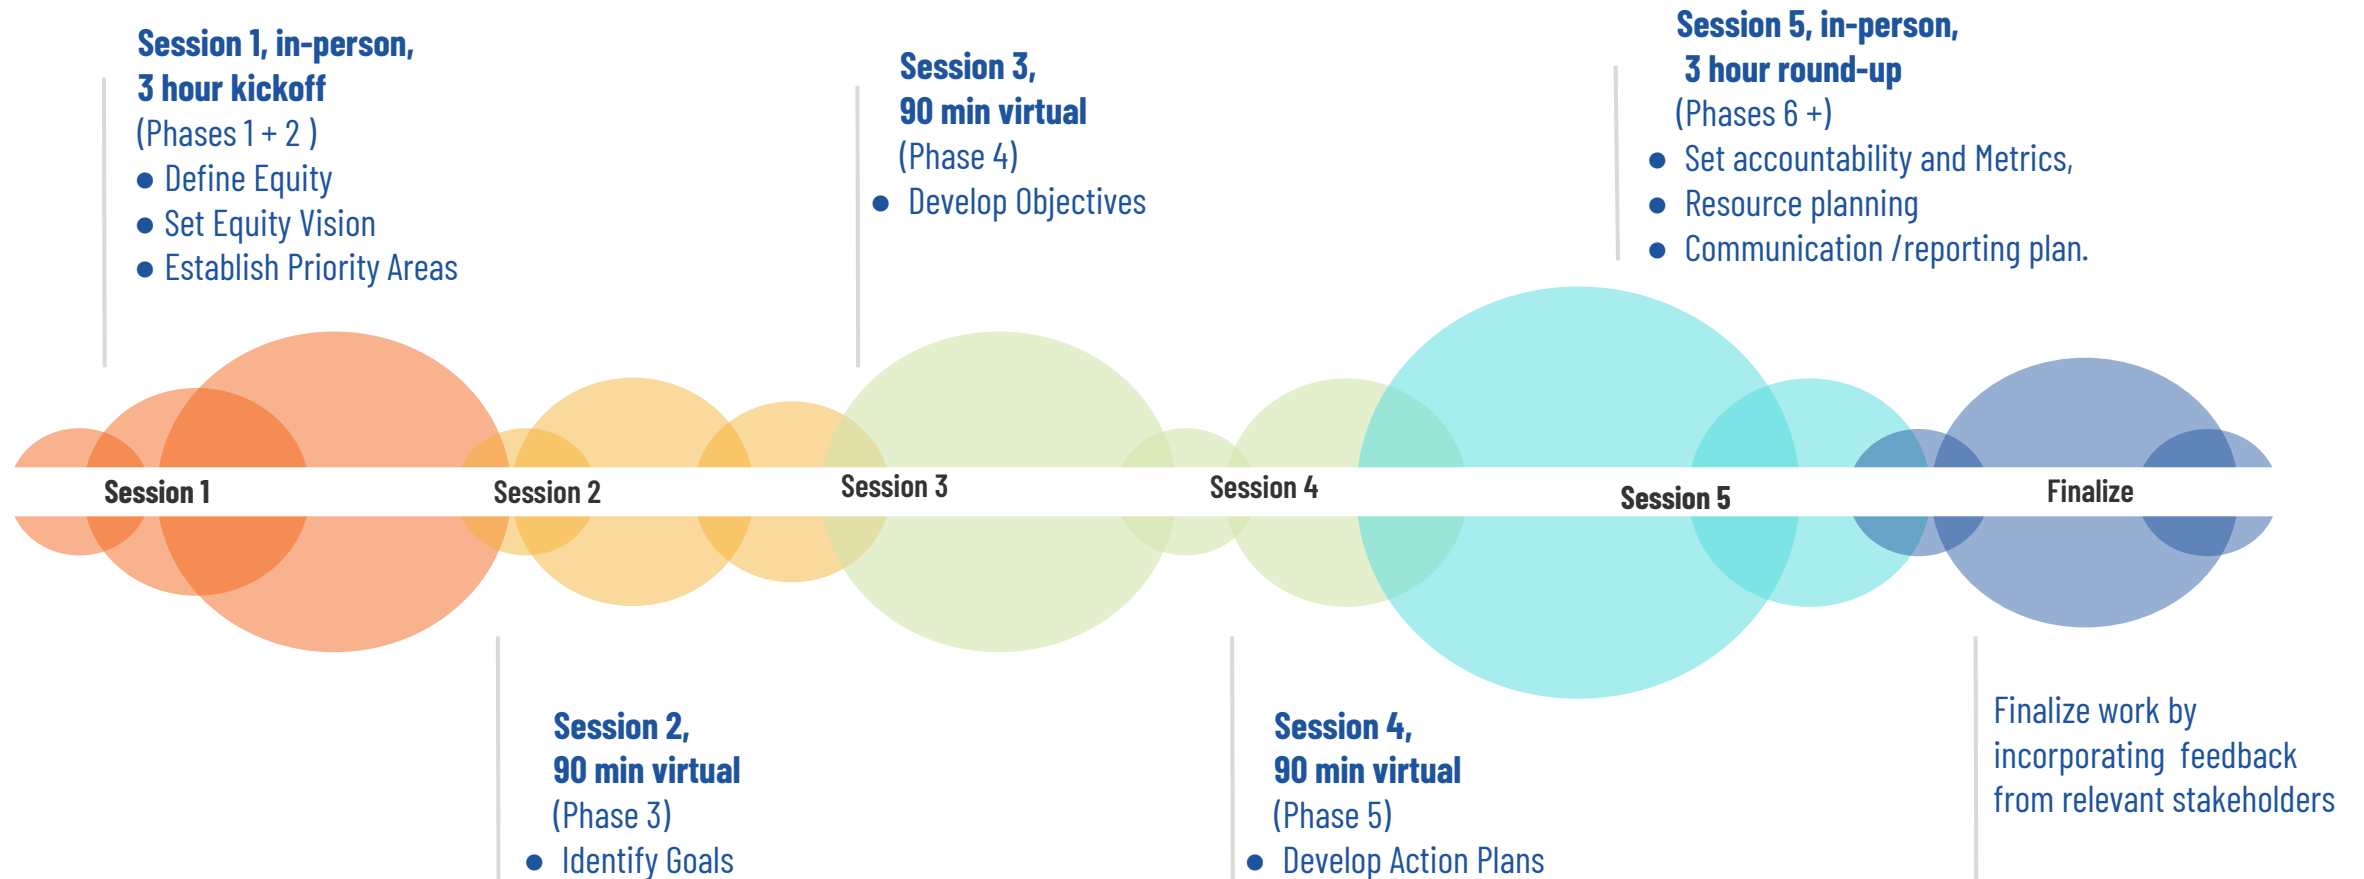 Session 1, in-person,
3 hour kickoff
(Phases 1 + 2 )
● Define Equity
● Set Equity Vision
● Establish Priority Areas
Session 3,
90 min virtual
(Phase 4)
● Develop Objectives
Session 5, in-person,
3 hour round-up
(Phases 6 +)
● Set accountability and Metrics,
● Resource planning
● Communication /reporting plan.
Session 1
Session 2
Session 3
Session 4
Session 5
Finalize
Session 2,
90 min virtual
(Phase 3)
● Identify Goals
Session 4,
90 min virtual
(Phase 5)
● Develop Action Plans
Finalize work by
incorporating feedback
from relevant stakeholders